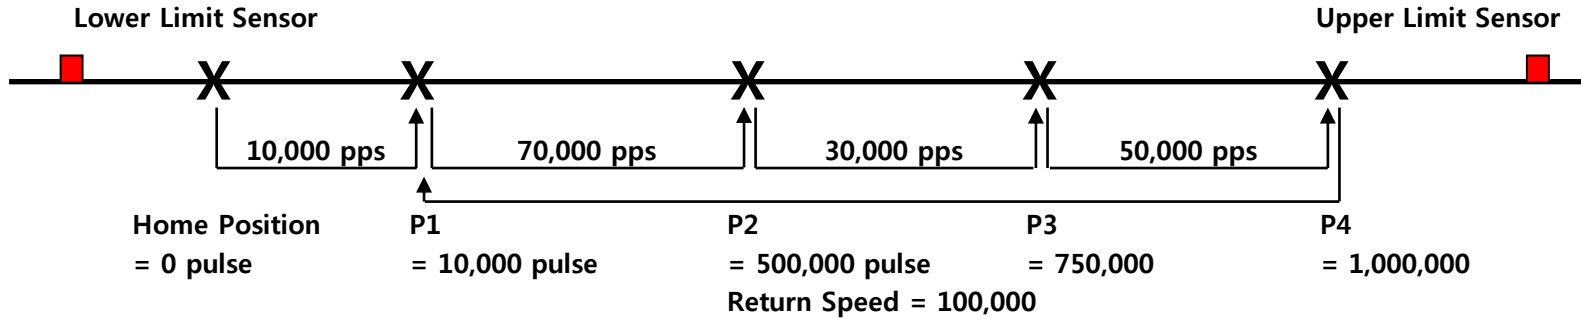 Lower Limit Sensor
Upper Limit Sensor
X X X X X
10,000 pps
70,000 pps
30,000 pps
50,000 pps
Home Position
= 0 pulse
P1
= 10,000 pulse
P2
= 500,000 pulse
Return Speed = 100,000
P3
= 750,000
P4
= 1,000,000